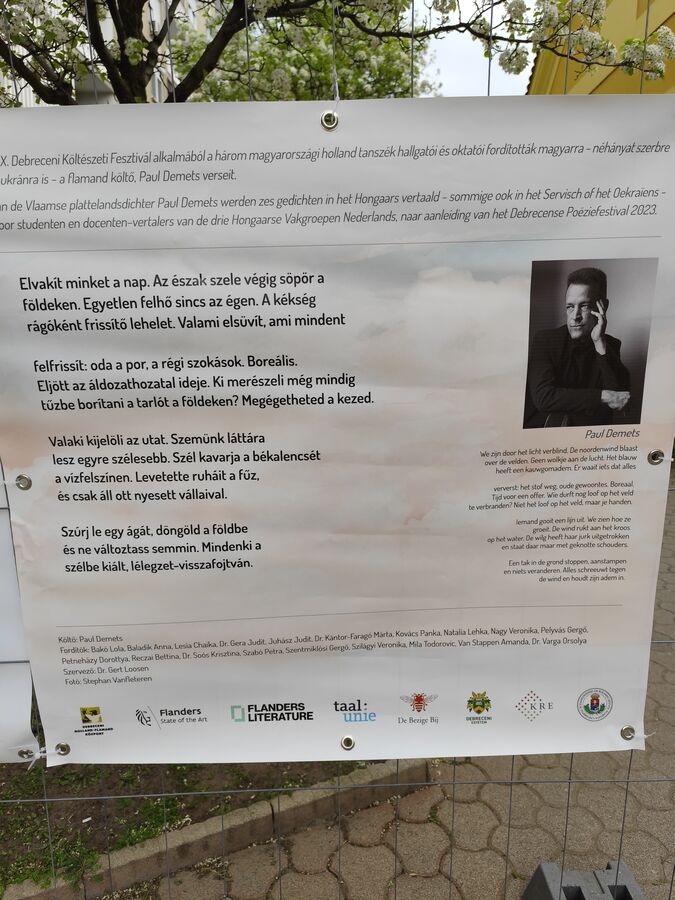 X. Debreceni Költészeti Fesztivál alkalmából a három magyarországi holland tanszék hallgatói és oktatói fordították magyarra - néhányat szerbre
ukránra is - a flamand költő, Paul Demets verseit.
an de Vlaamse plattelandsdichter Paul Demets werden zes gedichten in het Hongaars vertaald - sommige ook in het Servisch of het Oekraïens -
oor studenten en docenten-vertalers van de drie Hongaarse Vakgroepen Nederlands, naar aanleiding van het Debrecense Poëziefestival 2023.
Elvakít minket a nap. Az észak szele végig söpör a
földeken. Egyetlen felhő sincs az égen. A kékség
rágóként frissítő lehelet. Valami elsüvít, ami mindent
felfrissít: oda a por, a régi szokások. Boreális.
Eljött az áldozathozatal ideje. Ki merészeli még mindig
tűzbe borítani a tarlót a földeken? Megégetheted a kezed.
Valaki kijelöli az utat. Szemünk láttára
lesz egyre szélesebb. Szél kavarja a békalencsét
a vízfelszínen. Levetette ruháit a fűz,
és csak áll ott nyesett vállaival.
Szúrj le egy ágát, döngöld a földbe
és ne változtass semmin. Mindenki a
szélbe kiált, lélegzet-visszafojtván.
Paul Demets
We zijn door het licht verblind. De noordenwind blaast
over de velden. Geen wolkje aan de lucht. Het blauw
heeft een kauwgomadem. Er waait iets dat alles
ververst: het stof weg, oude gewoontes. Boreaal.
Tijd voor een offer. Wie durft nog loof op het veld
te verbranden? Niet het loof op het veld, maar je handen.
Iemand gooit een lijn uit. We zien hoe ze
groeit. De wind rukt aan het kroos
op het water. De wilg heeft haar jurk uitgetrokken
en staat daar maar met geknotte schouders.
Een tak in de grond stoppen, aanstampen
en niets veranderen. Alles schreeuwt tegen
de wind en houdt zijn adem in.
Költő: Paul Demets
Fordítók: Bakó Lola, Baladik Anna, Lesia Chaika, Dr. Gera Judit, Juhász Judit, Dr. Kántor-Faragó Márta, Kovács Panka, Natalia Lehka, Nagy Veronika, Pelyvás Gergő,
Petneházy Dorottya, Reczai Bettina, Dr. Soós Krisztina, Szabó Petra, Szentmiklósi Gergő, Szilágyi Veronika, Mila Todorovic, Van Stappen Amanda, Dr. Varga Orsolya
Szervező: Dr. Gert Loosen
Fotó: Stephan Vanfleteren
DEBRECENI
HOLLAND-FLAMAND
KÖZPONT
Flanders
State of the Art
FLANDERS
LITERATURE
taal:
unie
De Bezige Bij
DEBRECENI
EGYETEM
KRE